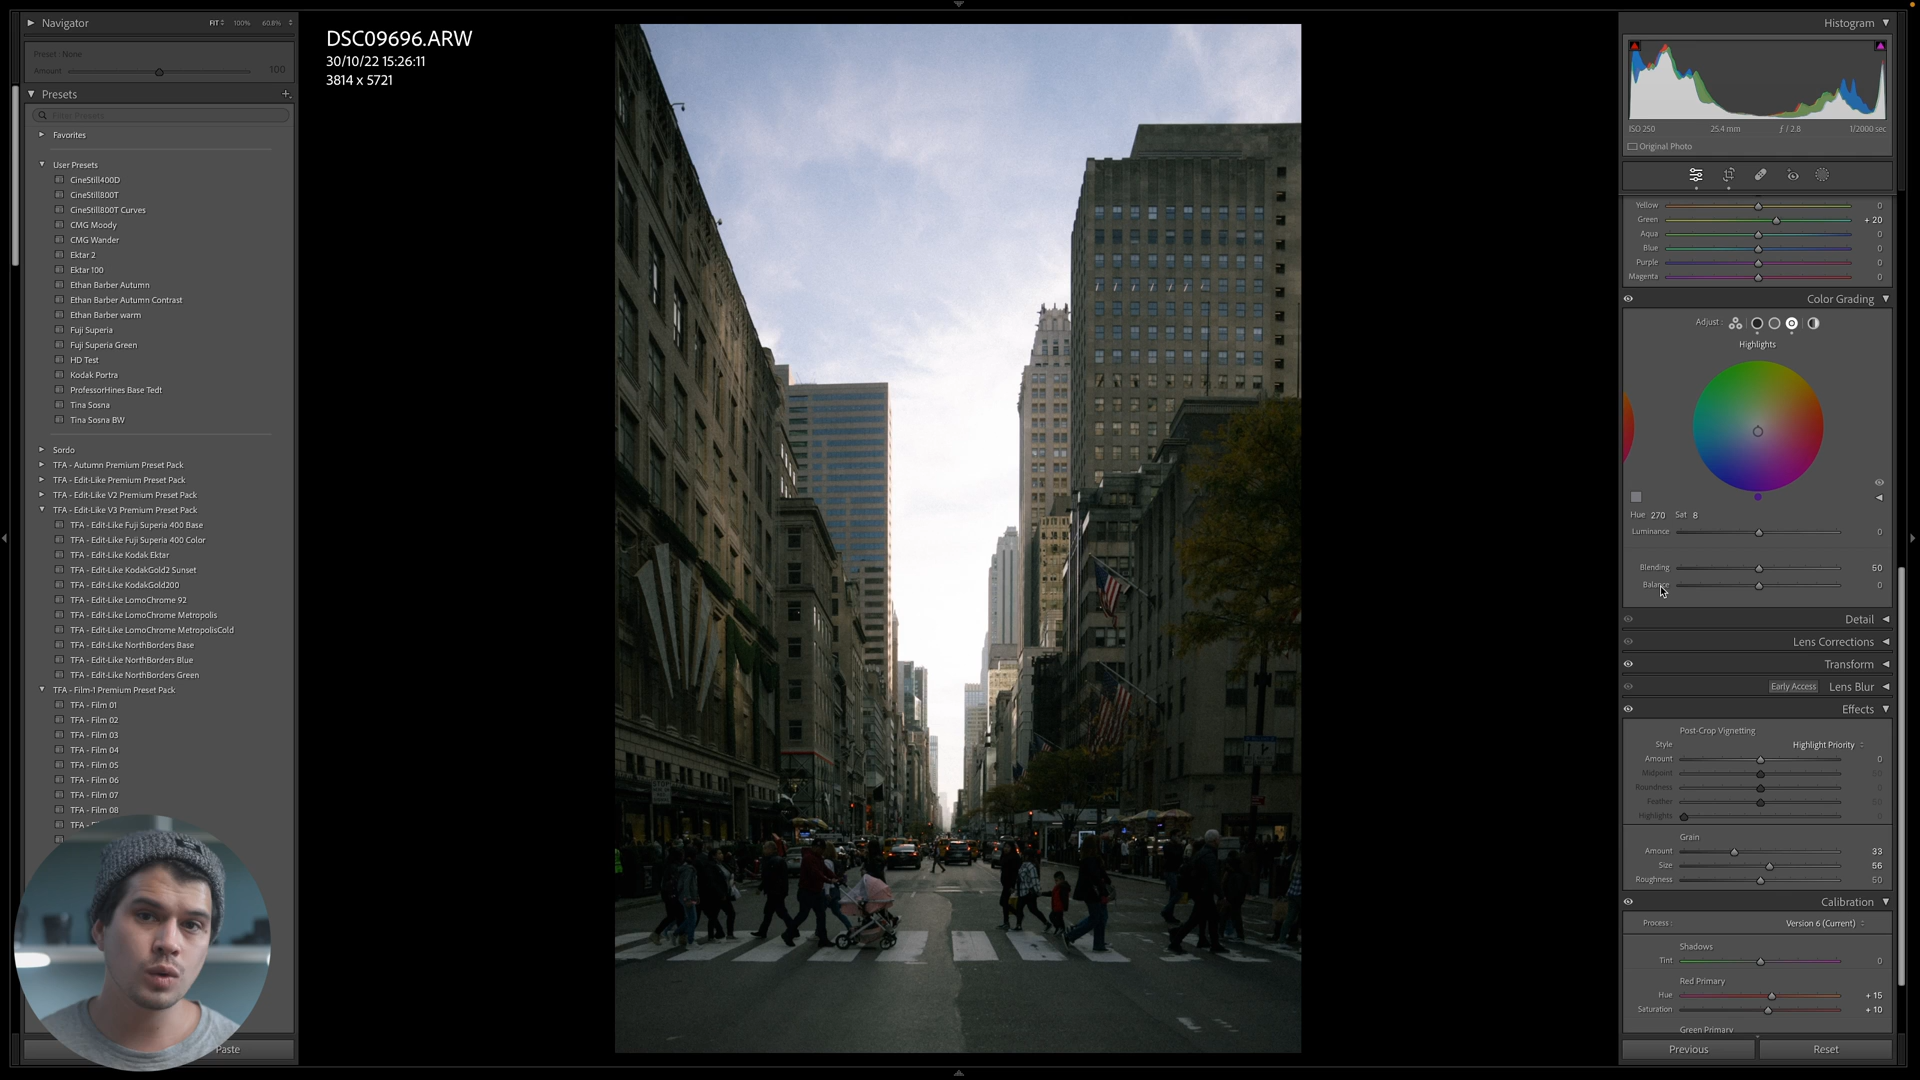 Navigator
FIT
100%
60.8%
Preset: None
Amount
100
Presets
Filter Presets
Favorites
User Presets
CineStill400D
CineStill800T
CineStill800T Curves
CMG Moody
CMG Wander
Ektar 2
Ektar 100
Ethan Barber Autumn
Ethan Barber Autumn Contrast
Ethan Barber warm
Fuji Superia
Fuji Superia Green
HD Test
Kodak Portra
ProfessorHines Base Tedt
Tina Sosna
Tina Sosna BW
Sordo
TFA - Autumn Premium Preset Pack
TFA - Edit-Like Premium Preset Pack
TFA - Edit-Like V2 Premium Preset Pack
TFA - Edit-Like V3 Premium Preset Pack
TFA - Edit-Like Fuji Superia 400 Base
TFA - Edit-Like Fuji Superia 400 Color
TFA - Edit-Like Kodak Ektar
TFA - Edit-Like KodakGold2 Sunset
TFA - Edit-Like KodakGold200
TFA - Edit-Like LomoChrome 92
TFA - Edit-Like LomoChrome Metropolis
TFA - Edit-Like LomoChrome MetropolisCold
TFA - Edit-Like NorthBorders Base
TFA - Edit-Like NorthBorders Blue
TFA - Edit-Like NorthBorders Green
TFA - Film-1 Premium Preset Pack
TFA - Film 01
TFA - Film 02
TFA - Film 03
TFA - Film 04
TFA - Film 05
TFA - Film 06
TFA - Film 07
TFA - Film 08
TFA -
Paste
DSC09696.ARW
30/10/22 15:26:11
3814 x 5721
Histogram
ISO 250 25.4 mm ƒ / 2.8 1/2000 sec
Original Photo
Yellow 0
Green + 20
Aqua 0
Blue 0
Purple 0
Magenta 0
Color Grading
Adjust :
Highlights
Hue 270 Sat 8
Luminance 0
Blending 50
Balance 0
Detail
Lens Corrections
Transform
Early Access Lens Blur
Effects
Post-Crop Vignetting
Style Highlight Priority
Amount 0
Midpoint
Roundness
Feather
Highlights
Grain
Amount 33
Size 56
Roughness 50
Calibration
Process : Version 6 (Current)
Shadows
Tint 0
Red Primary
Hue + 15
Saturation + 10
Green Primary
Previous Reset